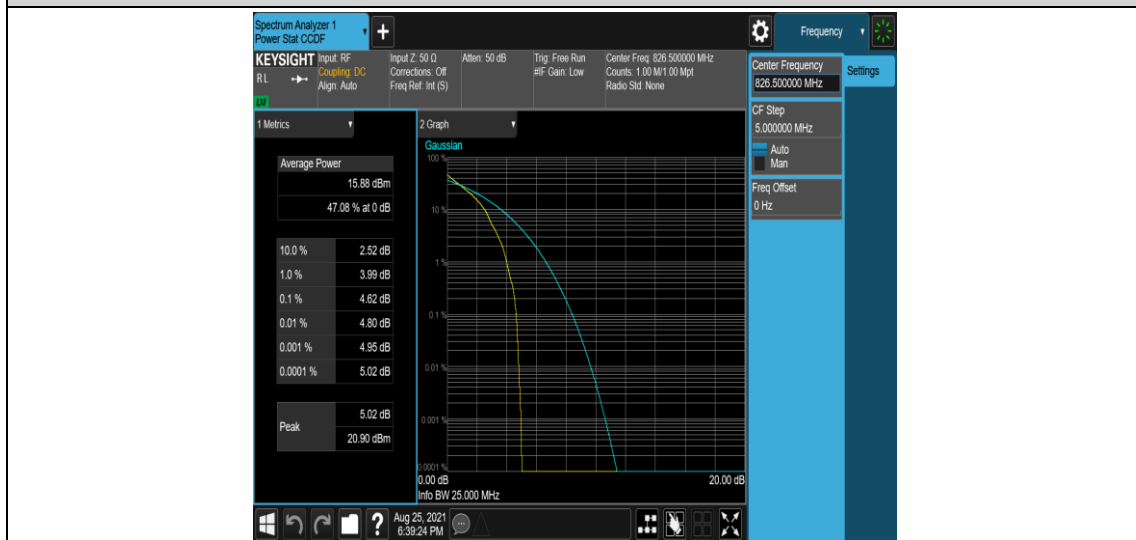 Spectrum Analyzer 1
Power Stat CCDF
+
Frequency
KEYSIGHT
RL
LXI
Input: RF
Coupling: DC
Align: Auto
Input Z: 50 Ω
Corrections: Off
Freq Ref: Int (S)
Atten: 50 dB
Trig: Free Run
#IF Gain: Low
Center Freq: 826.500000 MHz
Counts: 1.00 M/1.00 Mpt
Radio Std: None
Center Frequency
826.500000 MHz
Settings
CF Step
5.000000 MHz
Auto
Man
Freq Offset
0 Hz
1 Metrics
Average Power
15.88 dBm
47.08 % at 0 dB
10.0 % 2.52 dB
1.0 % 3.99 dB
0.1 % 4.62 dB
0.01 % 4.80 dB
0.001 % 4.95 dB
0.0001 % 5.02 dB
Peak
5.02 dB
20.90 dBm
2 Graph
Gaussian
100 %
10 %
1 %
0.1 %
0.01 %
0.001 %
0.0001 %
0.00 dB 20.00 dB
Info BW 25.000 MHz
?
Aug 25, 2021
6:39:24 PM